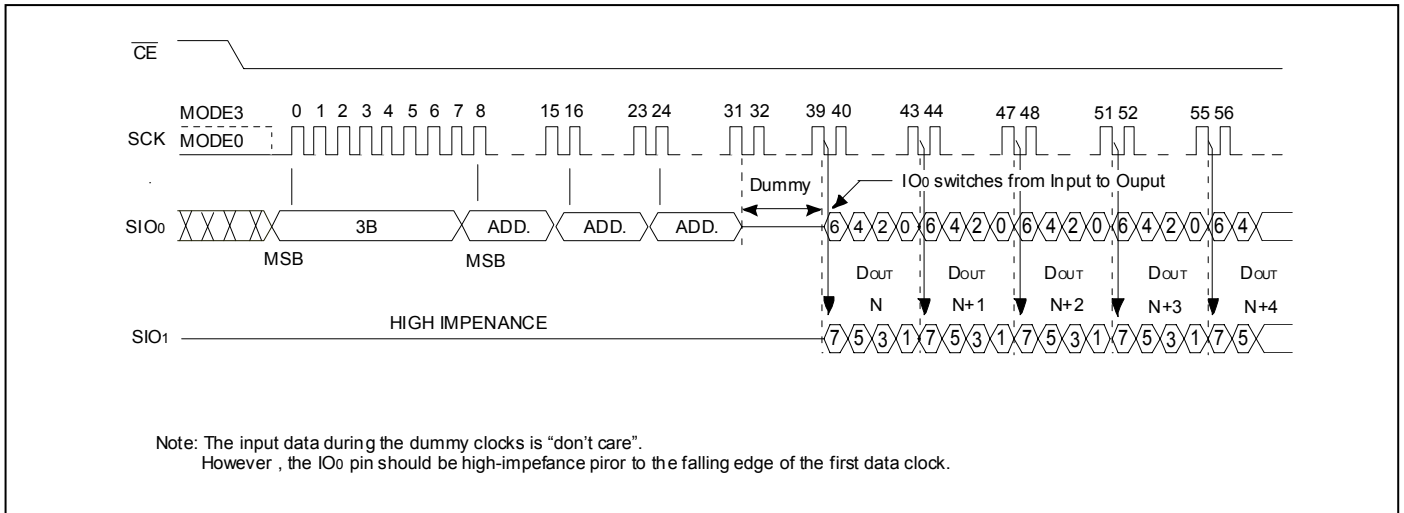 CE
MODE3 0 1 2 3 4 5 6 7 8 15 16 23 24 31 32 39 40 43 44 47 48 51 52 55 56
SCK MODE0
Dummy IO0 switches from Input to Ouput
SIO0 3B ADD. ADD. ADD. 6 4 2 0 6 4 2 0 6 4 2 0 6 4 2 0 6 4
MSB MSB
DOUT DOUT DOUT DOUT DOUT
N N+1 N+2 N+3 N+4
HIGH IMPENANCE
SIO1 7 5 3 1 7 5 3 1 7 5 3 1 7 5 3 1 7 5
Note: The input data during the dummy clocks is “don’t care”.
However , the IO0 pin should be high-impefance piror to the falling edge of the first data clock.